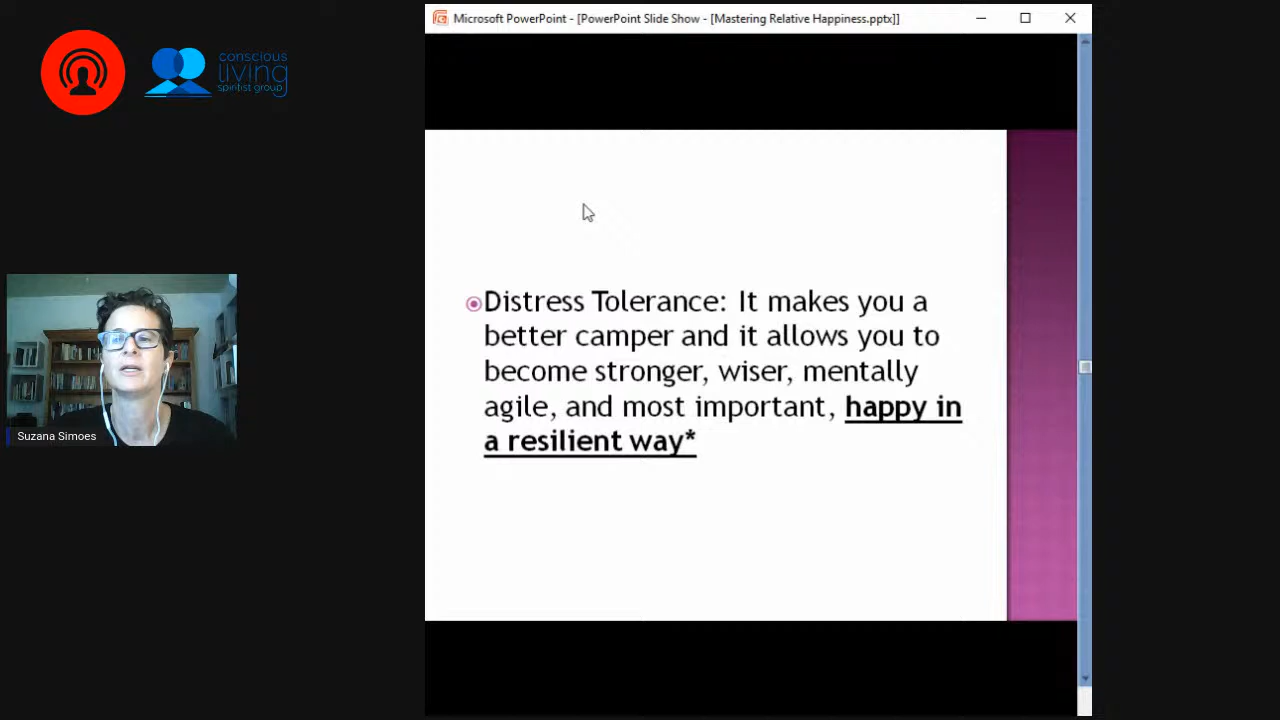 Microsoft PowerPoint - [PowerPoint Slide Show - [Mastering Relative Happiness.pptx]]
conscious
living
spiritist group
Distress Tolerance: It makes you a
better camper and it allows you to
become stronger, wiser, mentally
agile, and most important, happy in
a resilient way*
Suzana Simoes